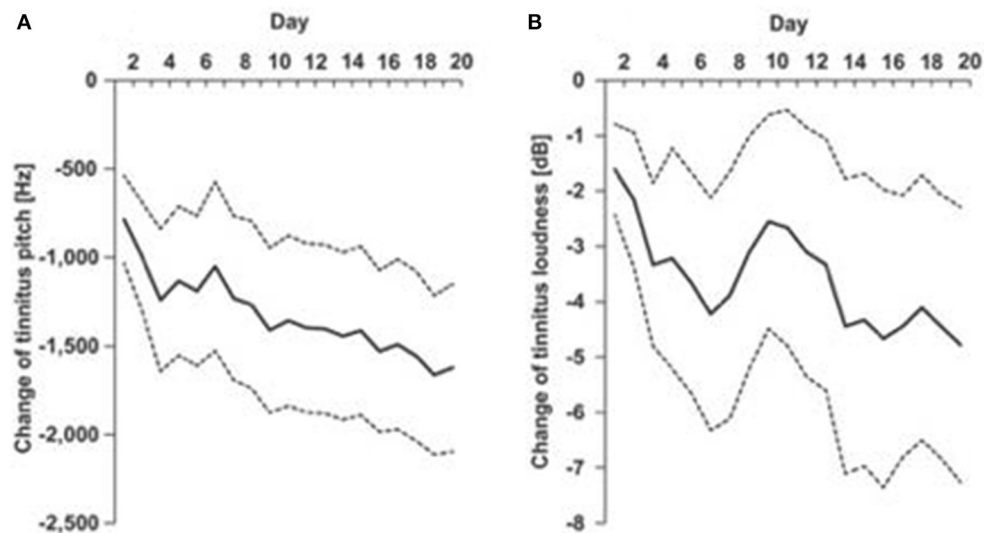 A
Day
2 4 6 8 10 12 14 16 18 20
0
-500
-1,000
-1,500
-2,000
-2,500
Change of tinnitus pitch [Hz]
B
Day
2 4 6 8 10 12 14 16 18 20
0
-1
-2
-3
-4
-5
-6
-7
-8
Change of tinnitus loudness [dB]